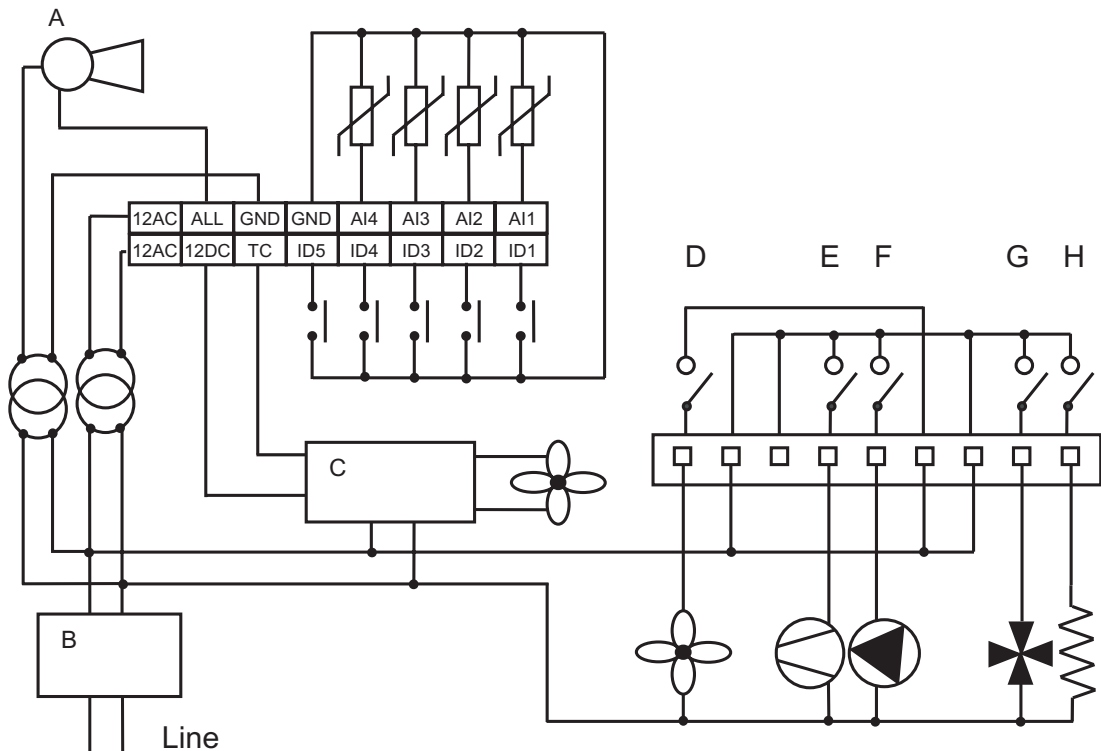 A
12AC ALL GND GND AI4 AI3 AI2 AI1
12AC 12DC TC ID5 ID4 ID3 ID2 ID1
D E F G H
C
B
Line